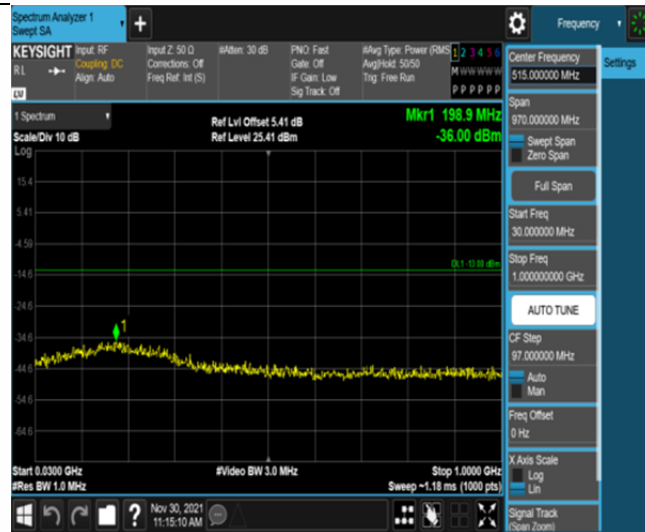 Spectrum Analyzer 1
Swept SA
+
Frequency
KEYSIGHT
Input: RF
Coupling: DC
Align: Auto
Input Z: 50 Ω
Corrections: Off
Freq Ref: Int (S)
#Atten: 30 dB
PNO: Fast
Gate: Off
IF Gain: Low
Sig Track: Off
#Avg Type: Power (RMS
Avg|Hold: 50/50
Trig: Free Run
1 2 3 4 5 6
M W W W W W
P P P P P P
RL
LXI
1 Spectrum
Scale/Div 10 dB
Log
Ref Lvl Offset 5.41 dB
Ref Level 25.41 dBm
Mkr1 198.9 MHz
-36.00 dBm
15.4
5.41
-4.59
-14.6
-24.6
-34.6
-44.6
-54.6
-64.6
DL1 -13.00 dBm
1
Start 0.0300 GHz
#Res BW 1.0 MHz
#Video BW 3.0 MHz
Stop 1.0000 GHz
Sweep ~1.18 ms (1000 pts)
Nov 30, 2021
11:15:10 AM
?
Center Frequency
515.000000 MHz
Settings
Span
970.000000 MHz
Swept Span
Zero Span
Full Span
Start Freq
30.000000 MHz
Stop Freq
1.000000000 GHz
AUTO TUNE
CF Step
97.000000 MHz
Auto
Man
Freq Offset
0 Hz
X Axis Scale
Log
Lin
Signal Track
(Span Zoom)